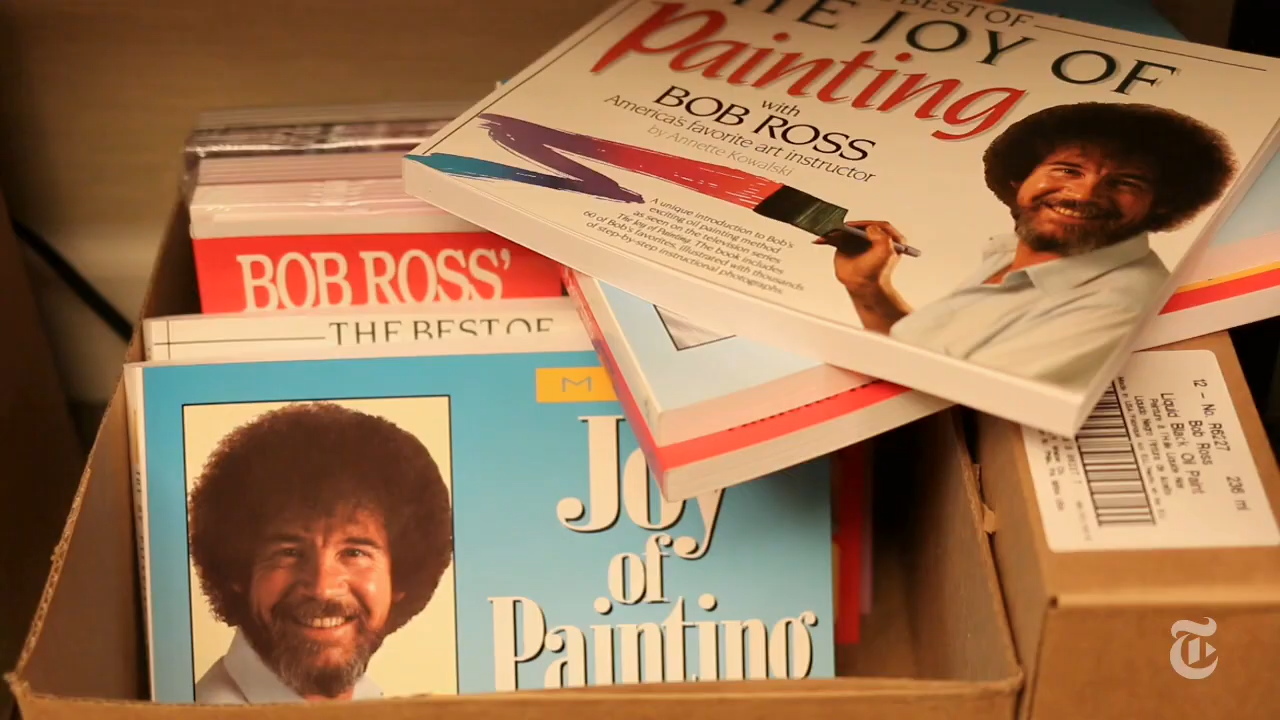 BEST OF
THE JOY OF
Painting
with
BOB ROSS
America's favorite art instructor
by Annette Kowalski
A unique introduction to Bob's
exciting oil painting method
as seen on the television series
The Joy of Painting. The book includes
60 of Bob's favorites, illustrated with thousands
of step-by-step instructional photographs.
BOB ROSS'
THE BEST OF
M
Joy
of
Painting
12 - No. R6227 236 ml
Bob Ross
Liquid Black Oil Paint
T